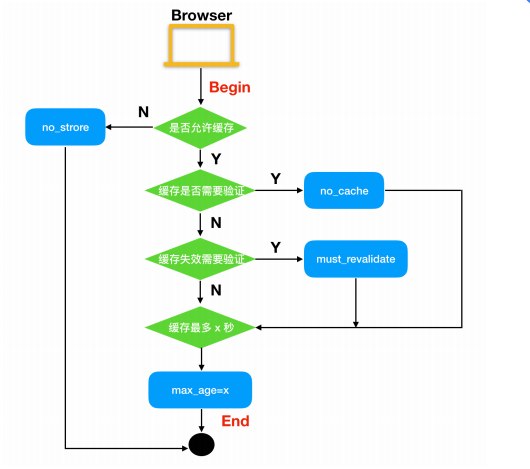 Browser
Begin
N
no_strore
是否允许缓存
Y
缓存是否需要验证
Y
no_cache
N
缓存失效需要验证
Y
must_revalidate
N
缓存最多 x 秒
max_age=x
End